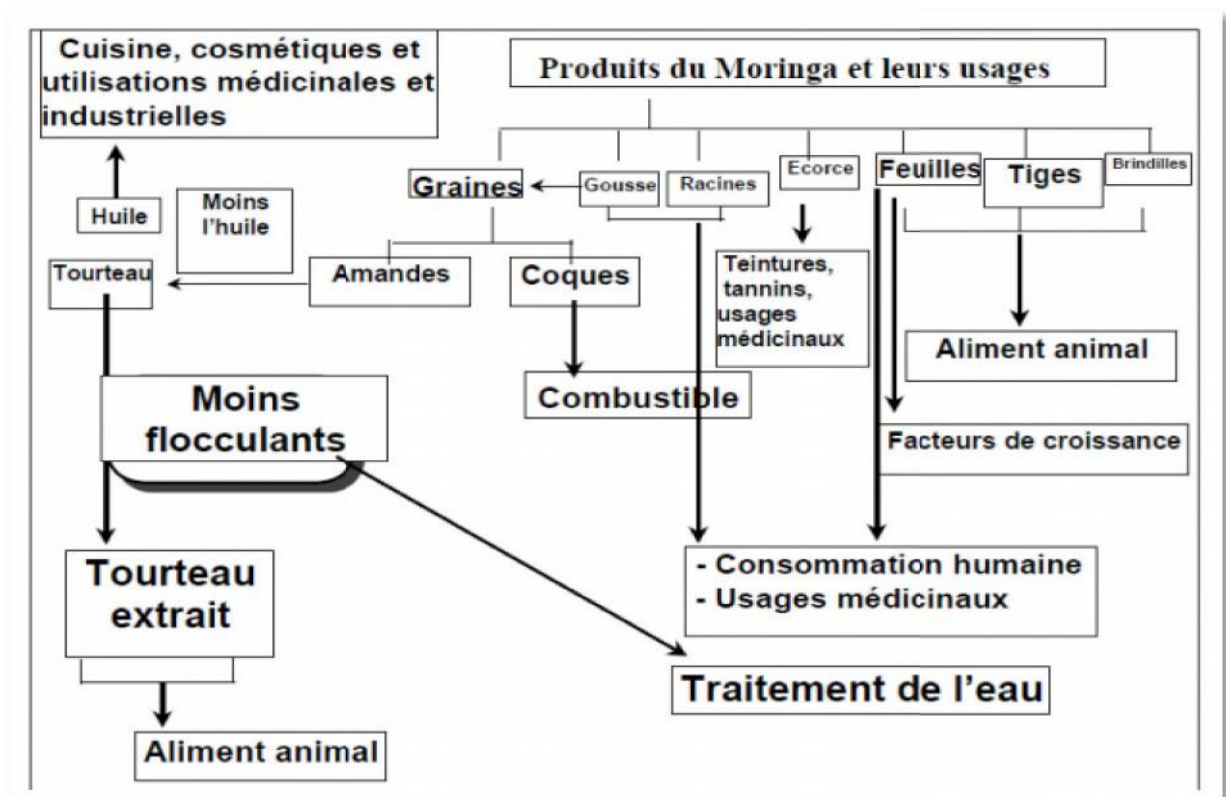 Cuisine, cosmétiques et
utilisations médicinales et
industrielles
Produits du Moringa et leurs usages
Graines
Gousse
Racines
Ecorce
Feuilles
Tiges
Brindilles
Huile
Moins
l'huile
Tourteau
Amandes
Coques
Teintures,
tannins,
usages
médicinaux
Aliment animal
Moins
flocculants
Combustible
Facteurs de croissance
Tourteau
extrait
- Consommation humaine
- Usages médicinaux
Traitement de l'eau
Aliment animal